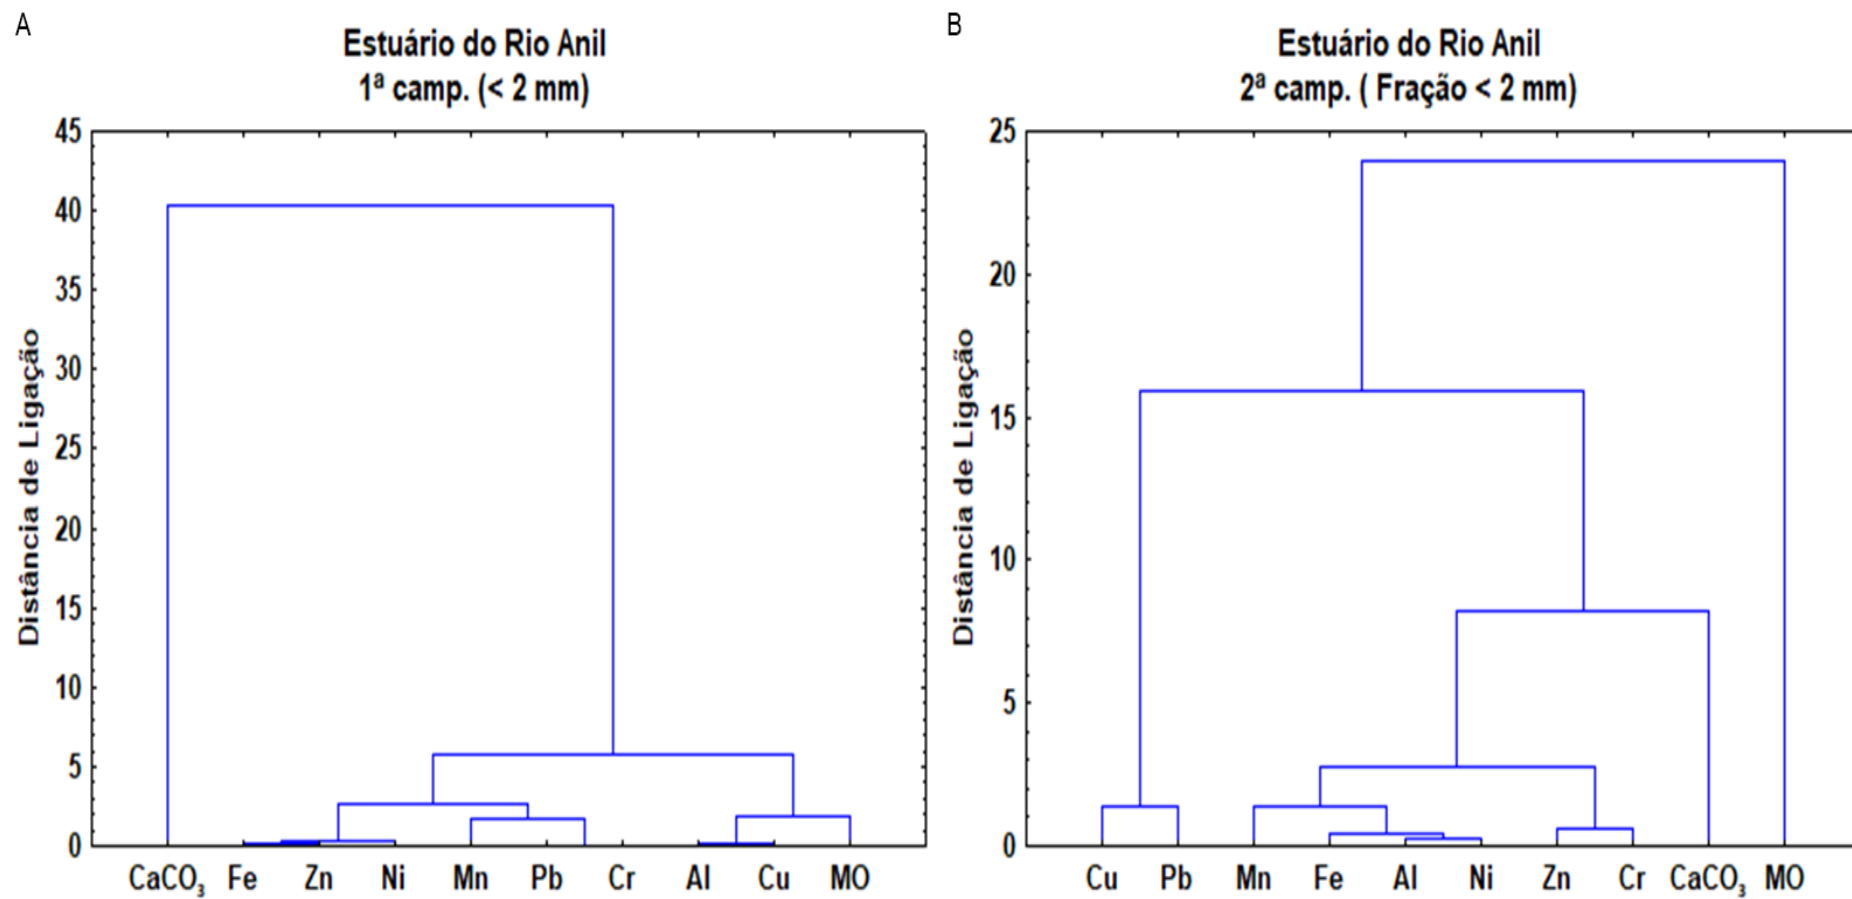 A
Estuário do Rio Anil
1ª camp. (< 2 mm)
45
40
35
30
25
20
15
10
5
0
Distância de Ligação
CaCO₃ Fe Zn Ni Mn Pb Cr Al Cu MO
B
Estuário do Rio Anil
2ª camp. ( Fração < 2 mm)
25
20
15
10
5
0
Distância de Ligação
Cu Pb Mn Fe Al Ni Zn Cr CaCO₃ MO